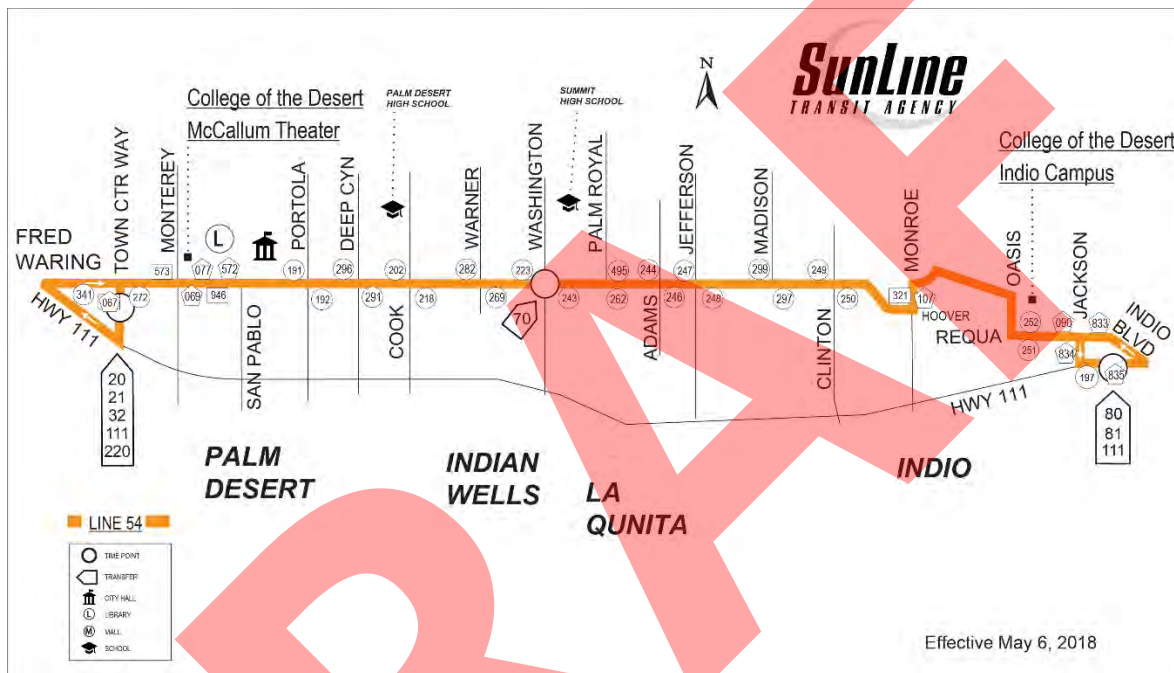 SunLine
TRANSIT AGENCY
N
College of the Desert
McCallum Theater
PALM DESERT
HIGH SCHOOL
SUMMIT
HIGH SCHOOL
College of the Desert
Indio Campus
FRED
WARING
TOWN CTR WAY
MONTEREY
PORTOLA
DEEP CYN
WARNER
WASHINGTON
PALM ROYAL
JEFFERSON
MADISON
MONROE
OASIS
JACKSON
INDIO
BLVD
L
573
077
572
191
296
202
282
223
495
244
247
299
249
321
107
252
090
833
341
067
272
069
946
192
291
218
269
243
262
246
248
297
250
251
834
197
835
HWY 111
SAN PABLO
COOK
70
ADAMS
CLINTON
HOOVER
REQUA
HWY 111
20
21
32
111
220
80
81
111
PALM
DESERT
INDIAN
WELLS
LA
QUNITA
INDIO
LINE 54
TIME POINT
TRANSFER
CITY HALL
L LIBRARY
M MALL
SCHOOL
Effective May 6, 2018
DRAFT